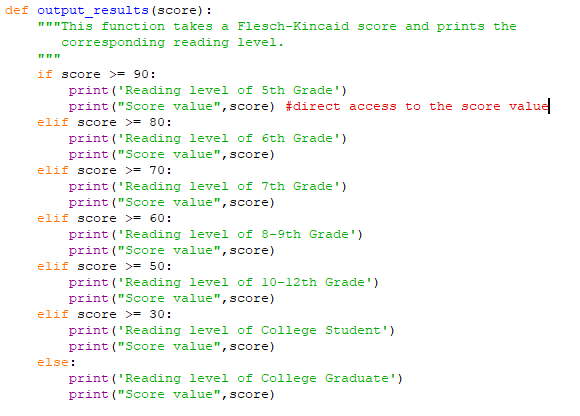 def output_results(score):
    """This function takes a Flesch-Kincaid score and prints the
       corresponding reading level.
    """
    if score >= 90:
        print('Reading level of 5th Grade')
        print("Score value",score) #direct access to the score value
    elif score >= 80:
        print('Reading level of 6th Grade')
        print("Score value",score)
    elif score >= 70:
        print('Reading level of 7th Grade')
        print("Score value",score)
    elif score >= 60:
        print('Reading level of 8-9th Grade')
        print("Score value",score)
    elif score >= 50:
        print('Reading level of 10-12th Grade')
        print("Score value",score)
    elif score >= 30:
        print('Reading level of College Student')
        print("Score value",score)
    else:
        print('Reading level of College Graduate')
        print("Score value",score)